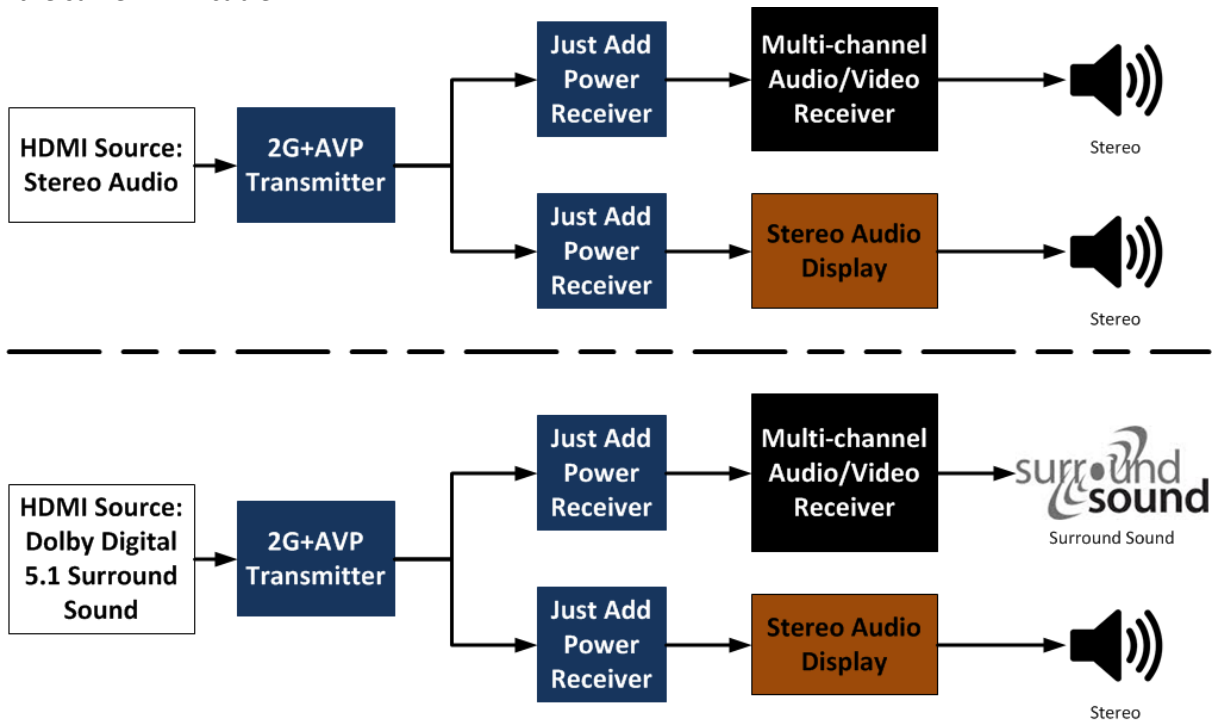 HDMI Source:
Stereo Audio
2G+AVP
Transmitter
Just Add
Power
Receiver
Multi-channel
Audio/Video
Receiver
Stereo
Just Add
Power
Receiver
Stereo Audio
Display
Stereo
HDMI Source:
Dolby Digital
5.1 Surround
Sound
2G+AVP
Transmitter
Just Add
Power
Receiver
Multi-channel
Audio/Video
Receiver
surround
sound
Surround Sound
Just Add
Power
Receiver
Stereo Audio
Display
Stereo